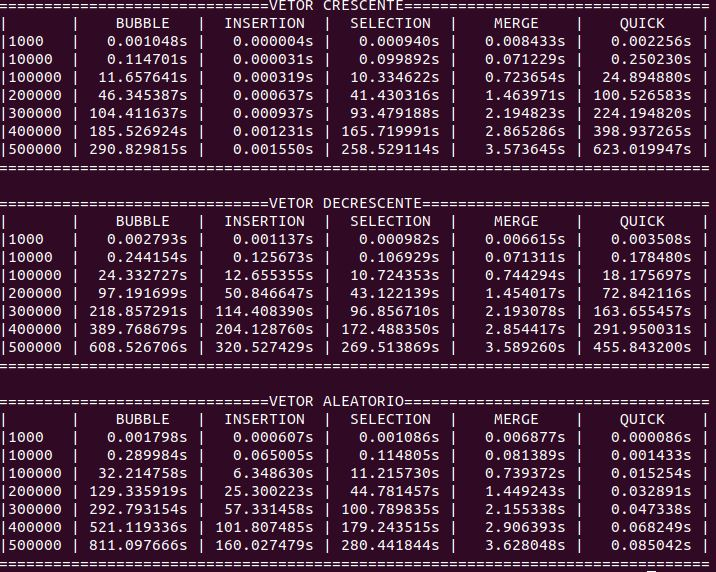 ==============================VETOR CRESCENTE==================================
|       |    BUBBLE   |  INSERTION  |  SELECTION  |    MERGE    |    QUICK    |
|1000   |   0.001048s |   0.000004s |   0.000940s |   0.008433s |   0.002256s |
|10000  |   0.114701s |   0.000031s |   0.099892s |   0.071229s |   0.250230s |
|100000 |  11.657641s |   0.000319s |  10.334622s |   0.723654s |  24.894880s |
|200000 |  46.345387s |   0.000637s |  41.430316s |   1.463971s | 100.526583s |
|300000 | 104.411637s |   0.000937s |  93.479188s |   2.194823s | 224.194820s |
|400000 | 185.526924s |   0.001231s | 165.719991s |   2.865286s | 398.937265s |
|500000 | 290.829815s |   0.001550s | 258.529114s |   3.573645s | 623.019947s |
===============================================================================
==============================VETOR DECRESCENTE================================
|       |    BUBBLE   |  INSERTION  |  SELECTION  |    MERGE    |    QUICK    |
|1000   |   0.002793s |   0.001137s |   0.000982s |   0.006615s |   0.003508s |
|10000  |   0.244154s |   0.125673s |   0.106929s |   0.071311s |   0.178480s |
|100000 |  24.332727s |  12.655355s |  10.724353s |   0.744294s |  18.175697s |
|200000 |  97.191699s |  50.846647s |  43.122139s |   1.454017s |  72.842116s |
|300000 | 218.857291s | 114.408390s |  96.856710s |   2.193078s | 163.655457s |
|400000 | 389.768679s | 204.128760s | 172.488350s |   2.854417s | 291.950031s |
|500000 | 608.526706s | 320.527429s | 269.513869s |   3.589260s | 455.843200s |
===============================================================================
==============================VETOR ALEATORIO==================================
|       |    BUBBLE   |  INSERTION  |  SELECTION  |    MERGE    |    QUICK    |
|1000   |   0.001798s |   0.000607s |   0.001086s |   0.006877s |   0.000086s |
|10000  |   0.289984s |   0.065005s |   0.114805s |   0.081389s |   0.001433s |
|100000 |  32.214758s |   6.348630s |  11.215730s |   0.739372s |   0.015254s |
|200000 | 129.335919s |  25.300223s |  44.781457s |   1.449243s |   0.032891s |
|300000 | 292.793154s |  57.331458s | 100.789835s |   2.155338s |   0.047338s |
|400000 | 521.119336s | 101.807485s | 179.243515s |   2.906393s |   0.068249s |
|500000 | 811.097666s | 160.027479s | 280.441844s |   3.628048s |   0.085042s |
===============================================================================